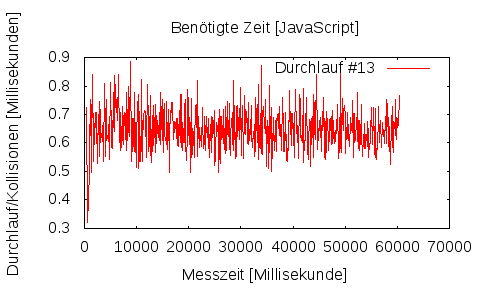 Benötigte Zeit [JavaScript]
Durchlauf/Kollisionen [Millisekunden]
0.9
0.8
0.7
0.6
0.5
0.4
0.3
Durchlauf #13
0 10000 20000 30000 40000 50000 60000 70000
Messzeit [Millisekunde]